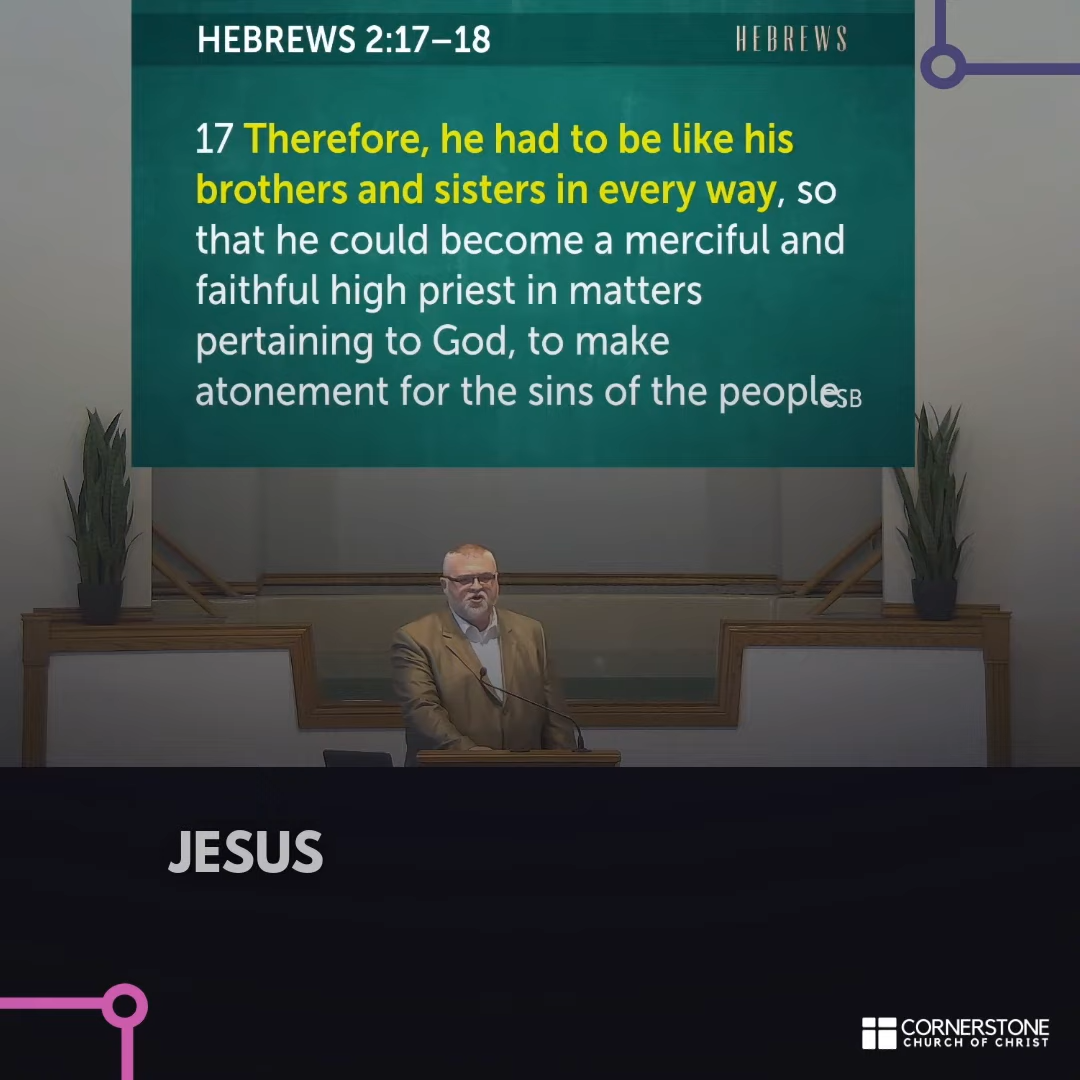 HEBREWS 2:17–18
HEBREWS
17 Therefore, he had to be like his
brothers and sisters in every way, so
that he could become a merciful and
faithful high priest in matters
pertaining to God, to make
atonement for the sins of the people
CSB
JESUS
CORNERSTONE
CHURCH OF CHRIST